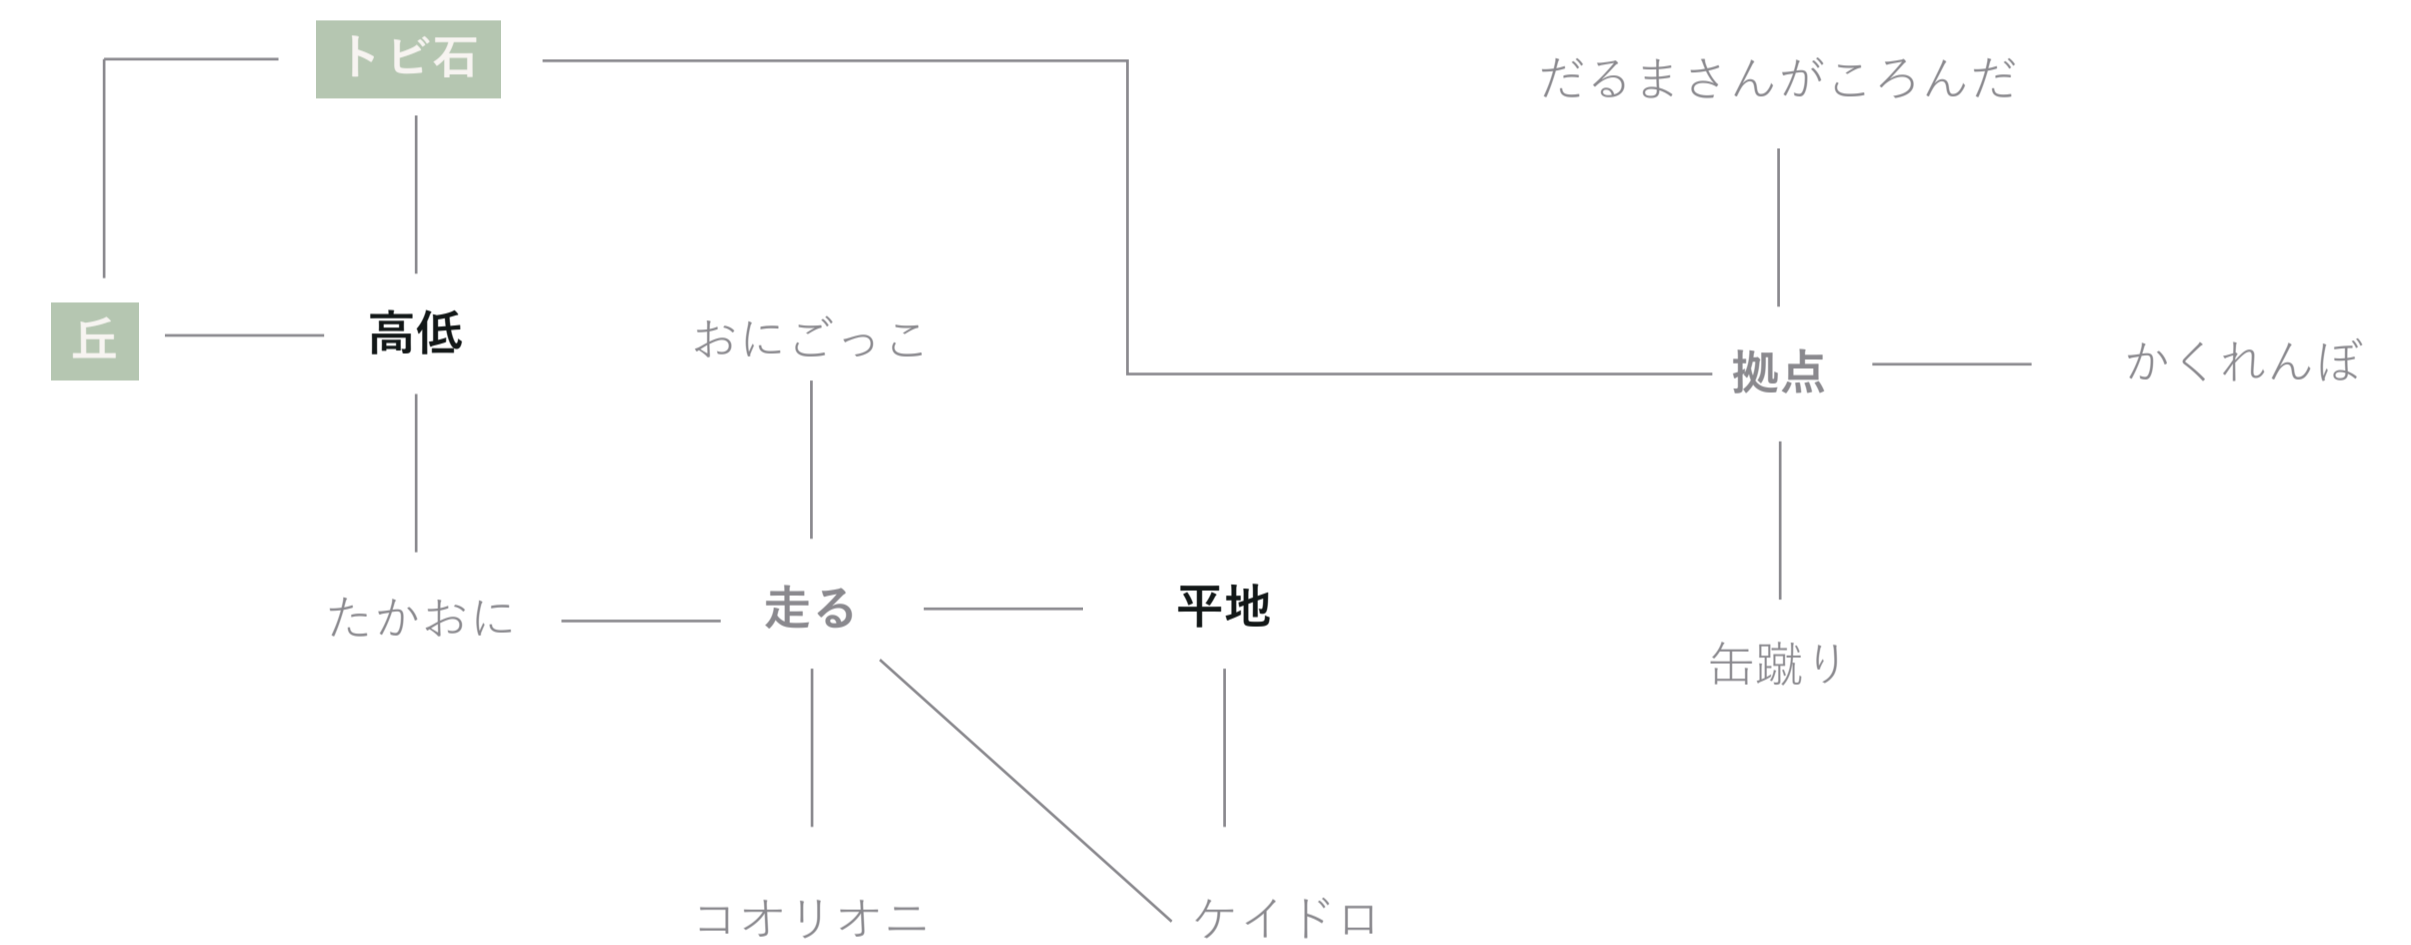 トビ石
だるまさんがころんだ
丘
高低
おにごっこ
拠点
かくれんぼ
たかおに
走る
平地
缶蹴り
コオリオニ
ケイドロ